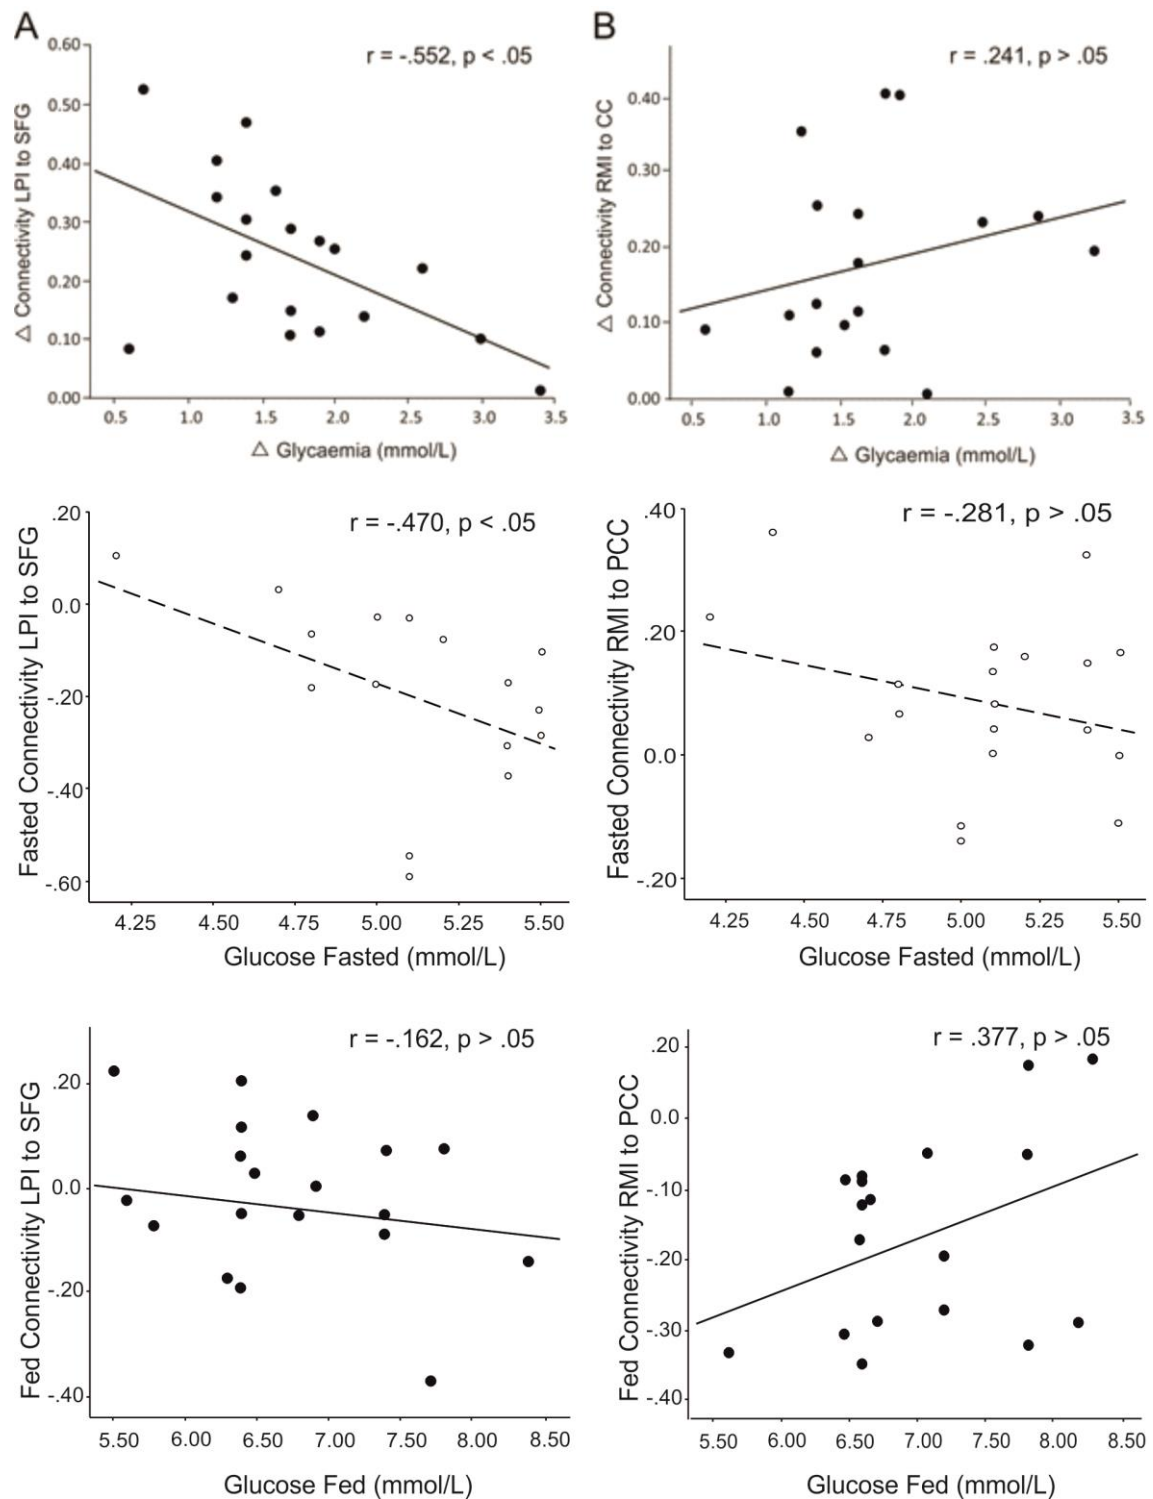 A
r = -.552, p < .05
△ Connectivity LPI to SFG
0.60
0.50
0.40
0.30
0.20
0.10
0.00
0.5 1.0 1.5 2.0 2.5 3.0 3.5
△ Glycaemia (mmol/L)
B
r = .241, p > .05
△ Connectivity RMI to CC
0.40
0.30
0.20
0.10
0.00
0.5 1.0 1.5 2.0 2.5 3.0 3.5
△ Glycaemia (mmol/L)
r = -.470, p < .05
Fasted Connectivity LPI to SFG
.20
0.0
-.20
-.40
-.60
4.25 4.50 4.75 5.00 5.25 5.50
Glucose Fasted (mmol/L)
r = -.281, p > .05
Fasted Connectivity RMI to PCC
.40
.20
0.0
-.20
4.25 4.50 4.75 5.00 5.25 5.50
Glucose Fasted (mmol/L)
r = -.162, p > .05
Fed Connectivity LPI to SFG
.20
0.0
-.20
-.40
5.50 6.00 6.50 7.00 7.50 8.00 8.50
Glucose Fed (mmol/L)
r = .377, p > .05
Fed Connectivity RMI to PCC
.20
0.0
-.10
-.20
-.30
-.40
5.50 6.00 6.50 7.00 7.50 8.00 8.50
Glucose Fed (mmol/L)